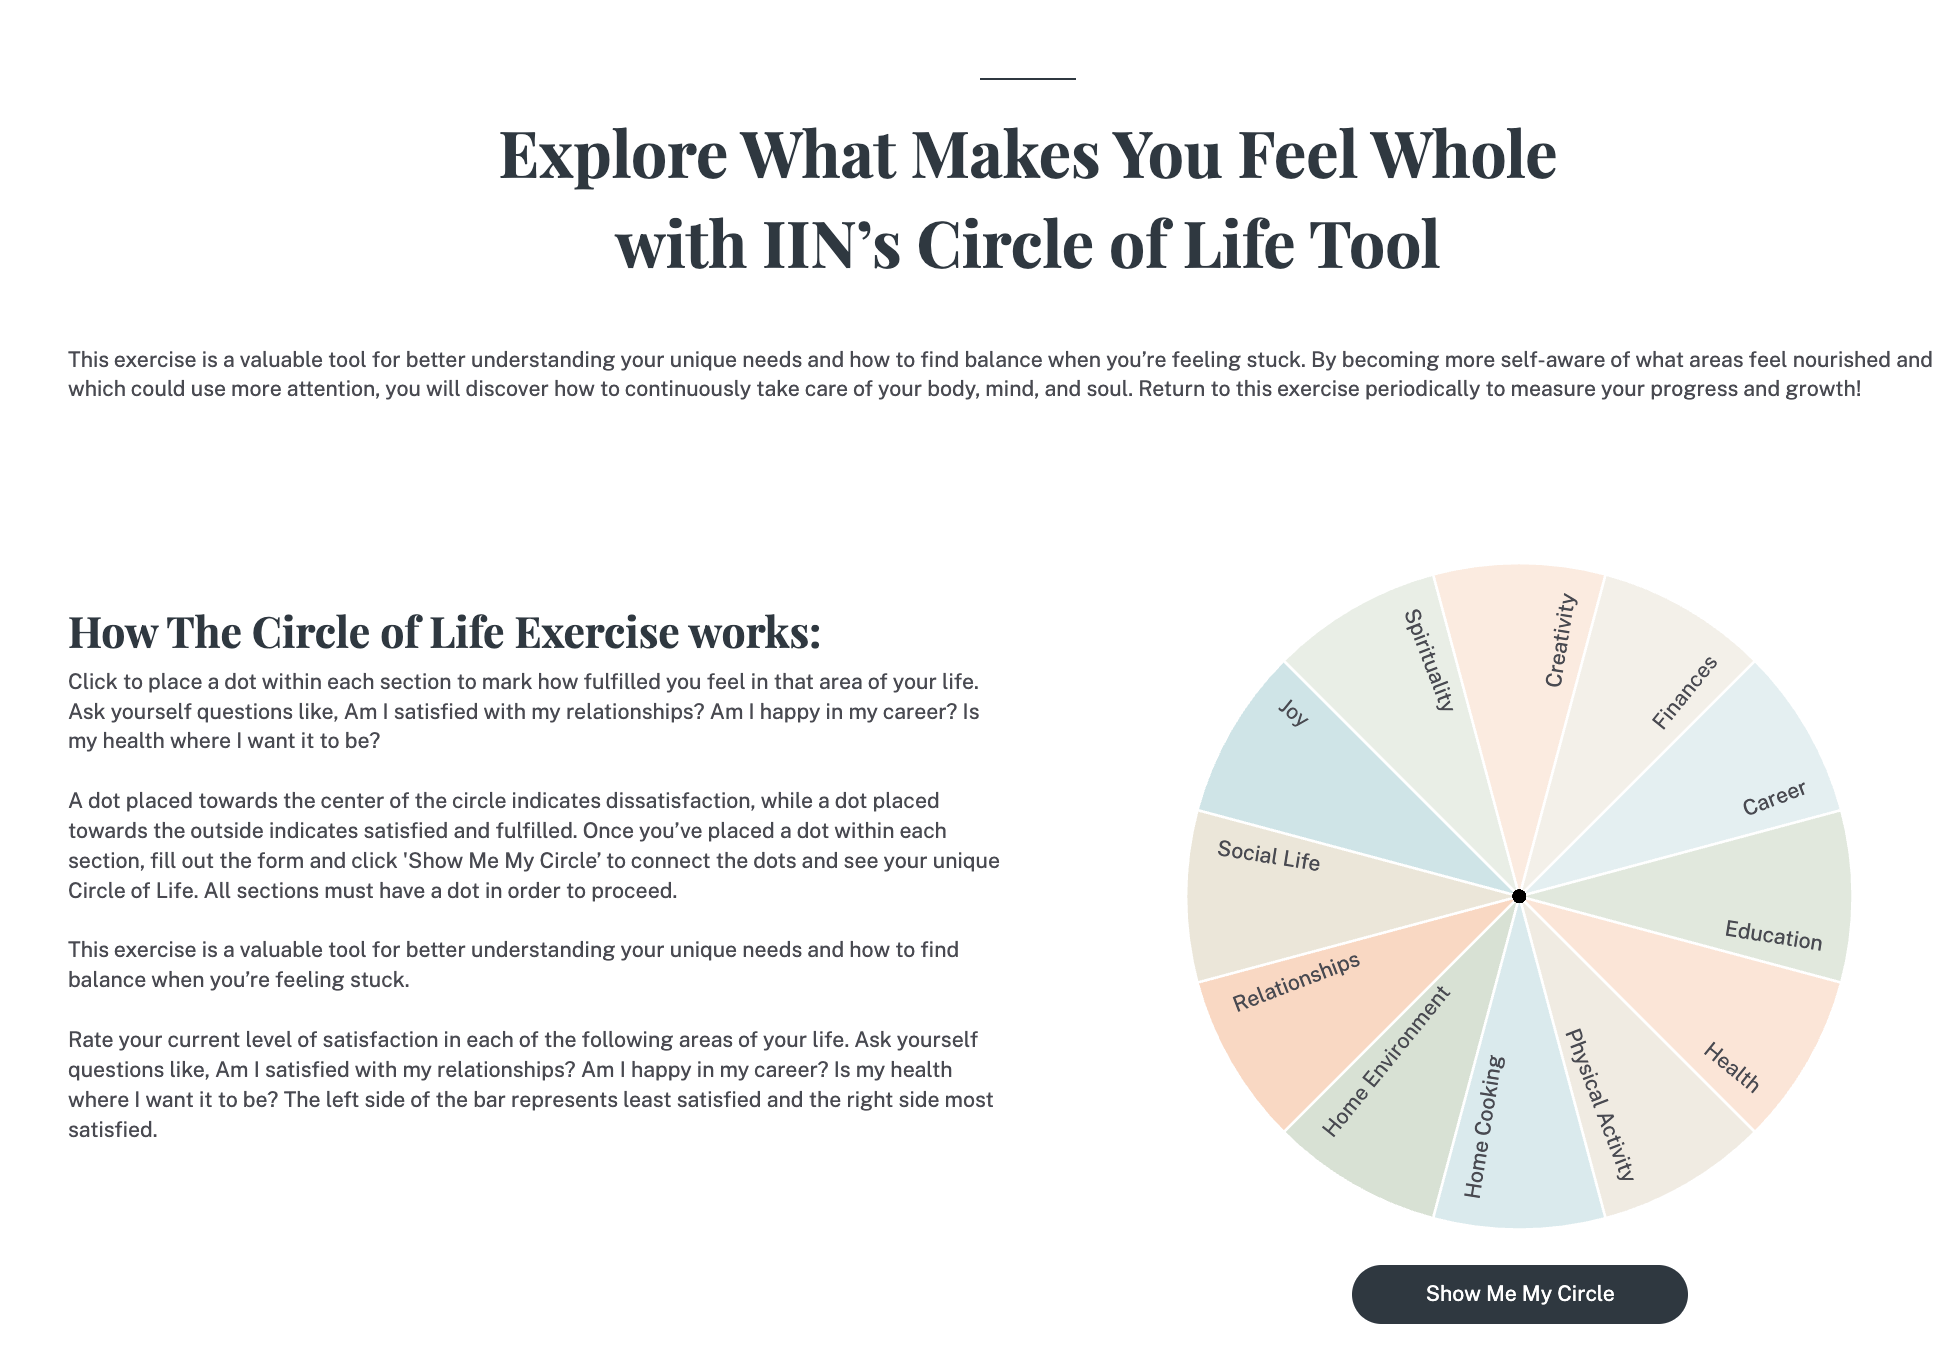 Explore What Makes You Feel Whole
with IIN’s Circle of Life Tool
This exercise is a valuable tool for better understanding your unique needs and how to find balance when you’re feeling stuck. By becoming more self-aware of what areas feel nourished and
which could use more attention, you will discover how to continuously take care of your body, mind, and soul. Return to this exercise periodically to measure your progress and growth!
How The Circle of Life Exercise works:
Click to place a dot within each section to mark how fulfilled you feel in that area of your life.
Ask yourself questions like, Am I satisfied with my relationships? Am I happy in my career? Is
my health where I want it to be?
A dot placed towards the center of the circle indicates dissatisfaction, while a dot placed
towards the outside indicates satisfied and fulfilled. Once you’ve placed a dot within each
section, fill out the form and click 'Show Me My Circle’ to connect the dots and see your unique
Circle of Life. All sections must have a dot in order to proceed.
This exercise is a valuable tool for better understanding your unique needs and how to find
balance when you’re feeling stuck.
Rate your current level of satisfaction in each of the following areas of your life. Ask yourself
questions like, Am I satisfied with my relationships? Am I happy in my career? Is my health
where I want it to be? The left side of the bar represents least satisfied and the right side most
satisfied.
Creativity
Finances
Career
Education
Health
Physical Activity
Home Cooking
Home Environment
Relationships
Social Life
Joy
Spirituality
Show Me My Circle